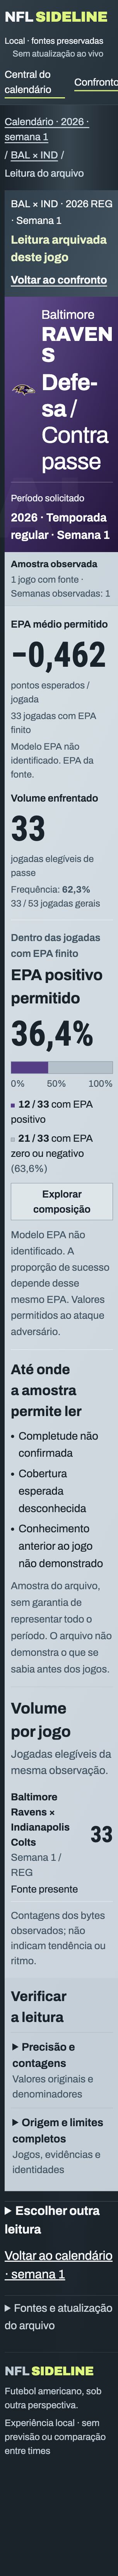 NFL SIDELINE
Local · fontes preservadas
Sem atualização ao vivo
Central do
calendário
Confronto
Calendário · 2026 ·
semana 1
/ BAL × IND /
Leitura do arquivo
BAL × IND · 2026 REG
· Semana 1
Leitura arquivada
deste jogo
Voltar ao confronto
Baltimore
RAVEN
S
Defe-
sa /
Contra
passe
Período solicitado
2026 · Temporada
regular · Semana 1
Amostra observada
1 jogo com fonte ·
Semanas observadas: 1
EPA médio permitido
−0,462
pontos esperados /
jogada
33 jogadas com EPA
finito
Modelo EPA não
identificado. EPA da
fonte.
Volume enfrentado
33
jogadas elegíveis de
passe
Frequência: 62,3%
33 / 53 jogadas gerais
Dentro das jogadas
com EPA finito
EPA positivo
permitido
36,4%
0% 50% 100%
12 / 33 com EPA
positivo
21 / 33 com EPA
zero ou negativo
(63,6%)
Explorar
composição
Modelo EPA não
identificado. A
proporção de sucesso
depende desse
mesmo EPA. Valores
permitidos ao ataque
adversário.
Até onde
a amostra
permite ler
• Completude não
confirmada
• Cobertura
esperada
desconhecida
• Conhecimento
anterior ao jogo
não demonstrado
Amostra do arquivo,
sem garantia de
representar todo o
período. O arquivo não
demonstra o que se
sabia antes dos jogos.
Volume
por jogo
Jogadas elegíveis da
mesma observação.
Baltimore
Ravens ×
Indianapolis
Colts
33
Semana 1 /
REG
Fonte presente
Contagens dos bytes
observados; não
indicam tendência ou
ritmo.
Verificar
a leitura
▶ Precisão e
contagens
Valores originais e
denominadores
▶ Origem e limites
completos
Jogos, evidências e
identidades
▶ Escolher outra
leitura
Voltar ao calendário
· semana 1
▶ Fontes e atualização
do arquivo
NFL SIDELINE
Futebol americano, sob
outra perspectiva.
Experiência local · sem
previsão ou comparação
entre times